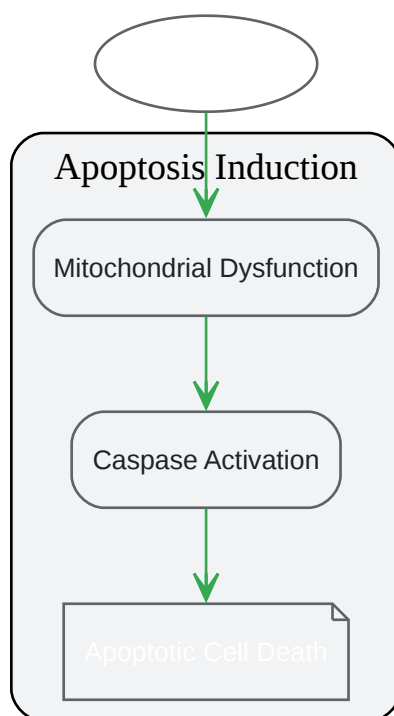 Apoptosis Induction
Mitochondrial Dysfunction
Caspase Activation
Apoptotic Cell Death